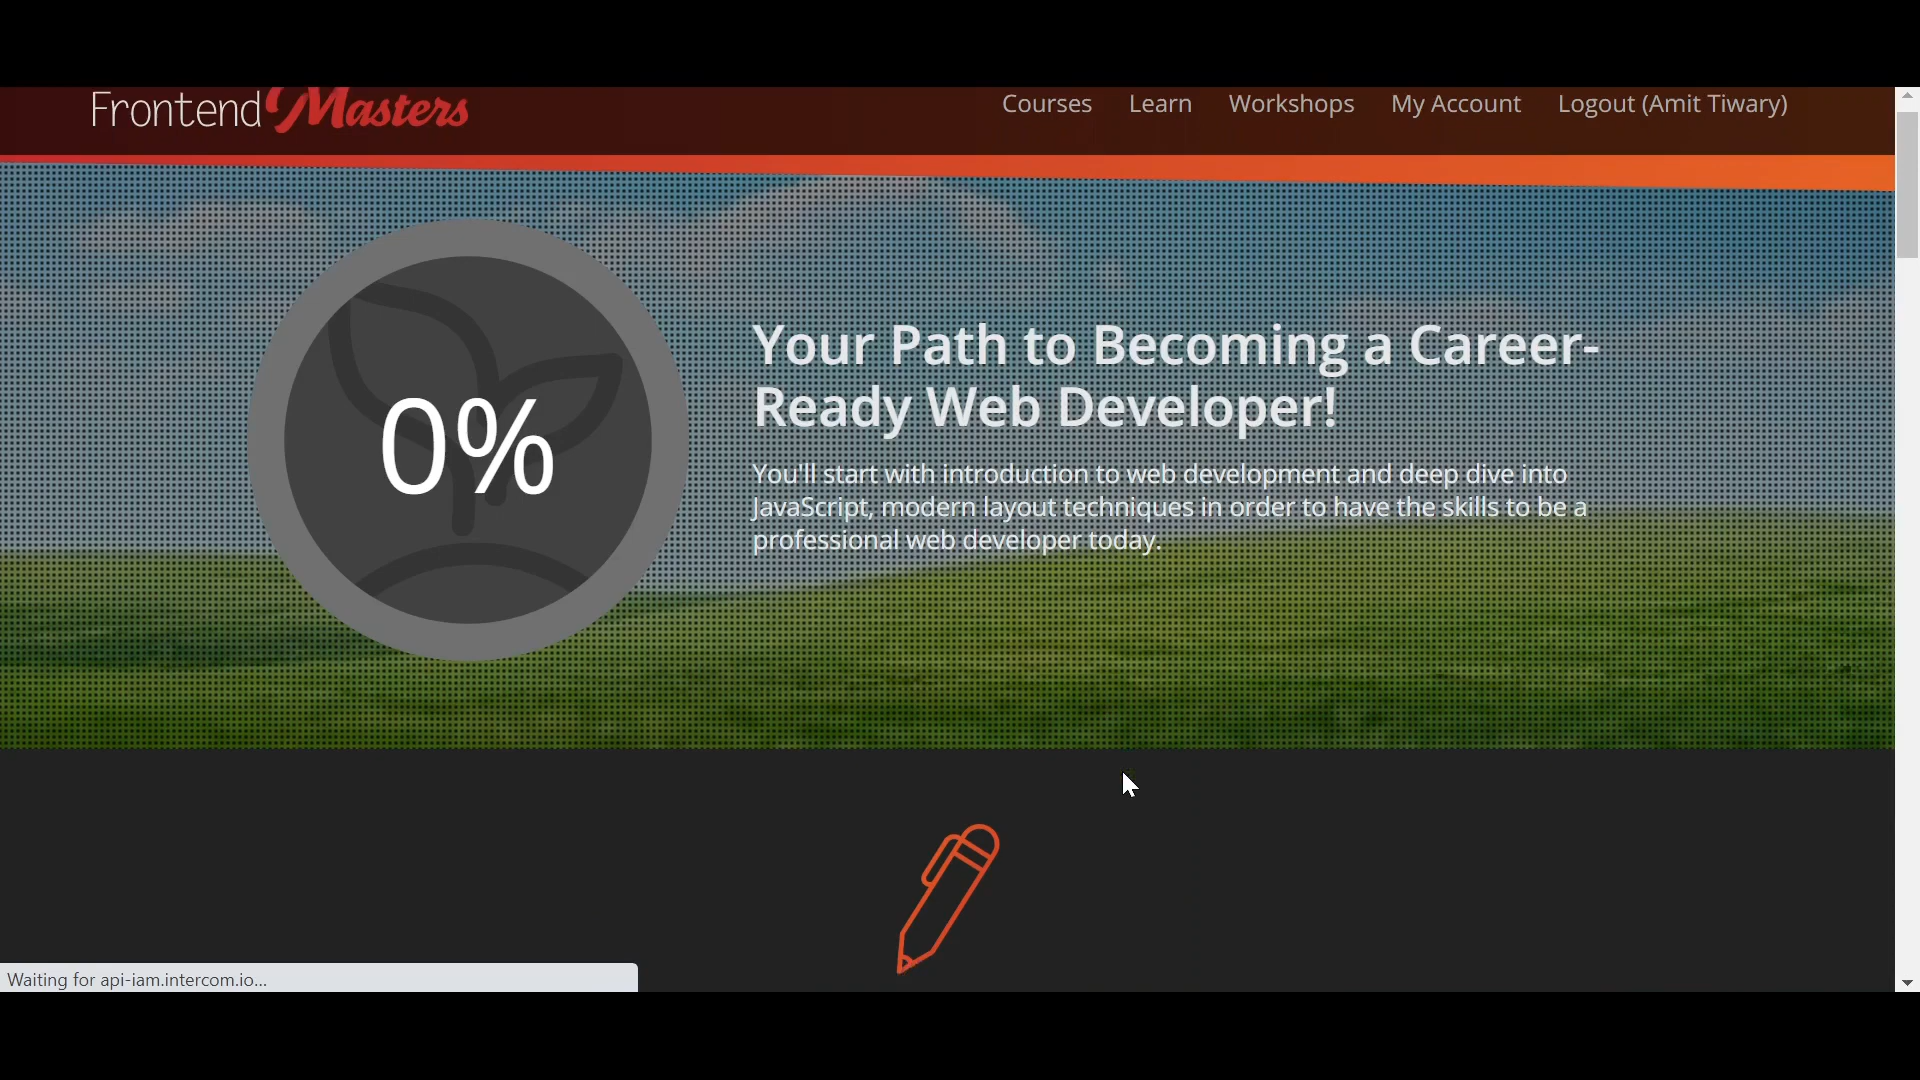 Frontend Masters
Courses Learn Workshops My Account Logout (Amit Tiwary)
0%
Your Path to Becoming a Career-
Ready Web Developer!
You'll start with introduction to web development and deep dive into
JavaScript, modern layout techniques in order to have the skills to be a
professional web developer today.
Waiting for api-iam.intercom.io...